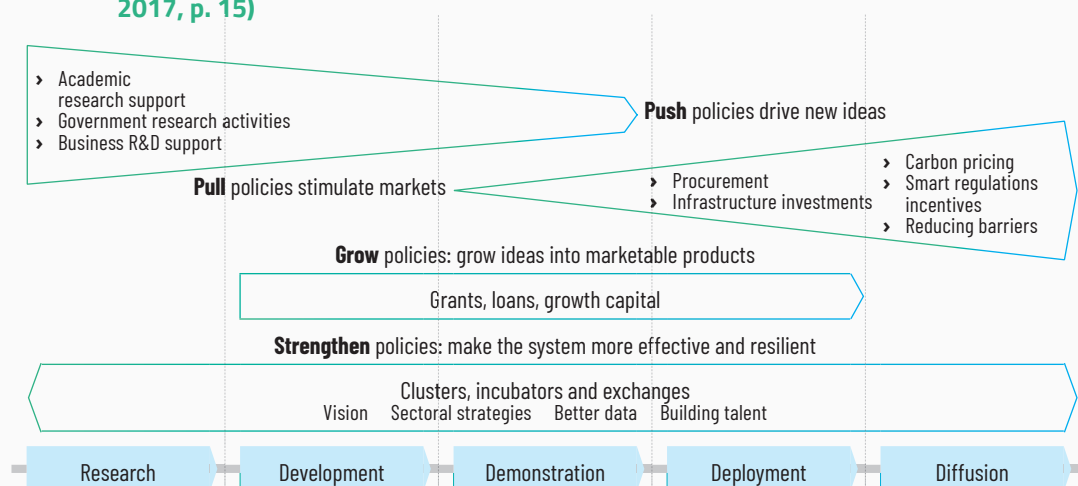 2017, p. 15)
› Academic
research support
› Government research activities
› Business R&D support
Push policies drive new ideas
Pull policies stimulate markets
› Procurement
› Infrastructure investments
› Carbon pricing
› Smart regulations
incentives
› Reducing barriers
Grow policies: grow ideas into marketable products
Grants, loans, growth capital
Strengthen policies: make the system more effective and resilient
Clusters, incubators and exchanges
Vision Sectoral strategies Better data Building talent
Research Development Demonstration Deployment Diffusion